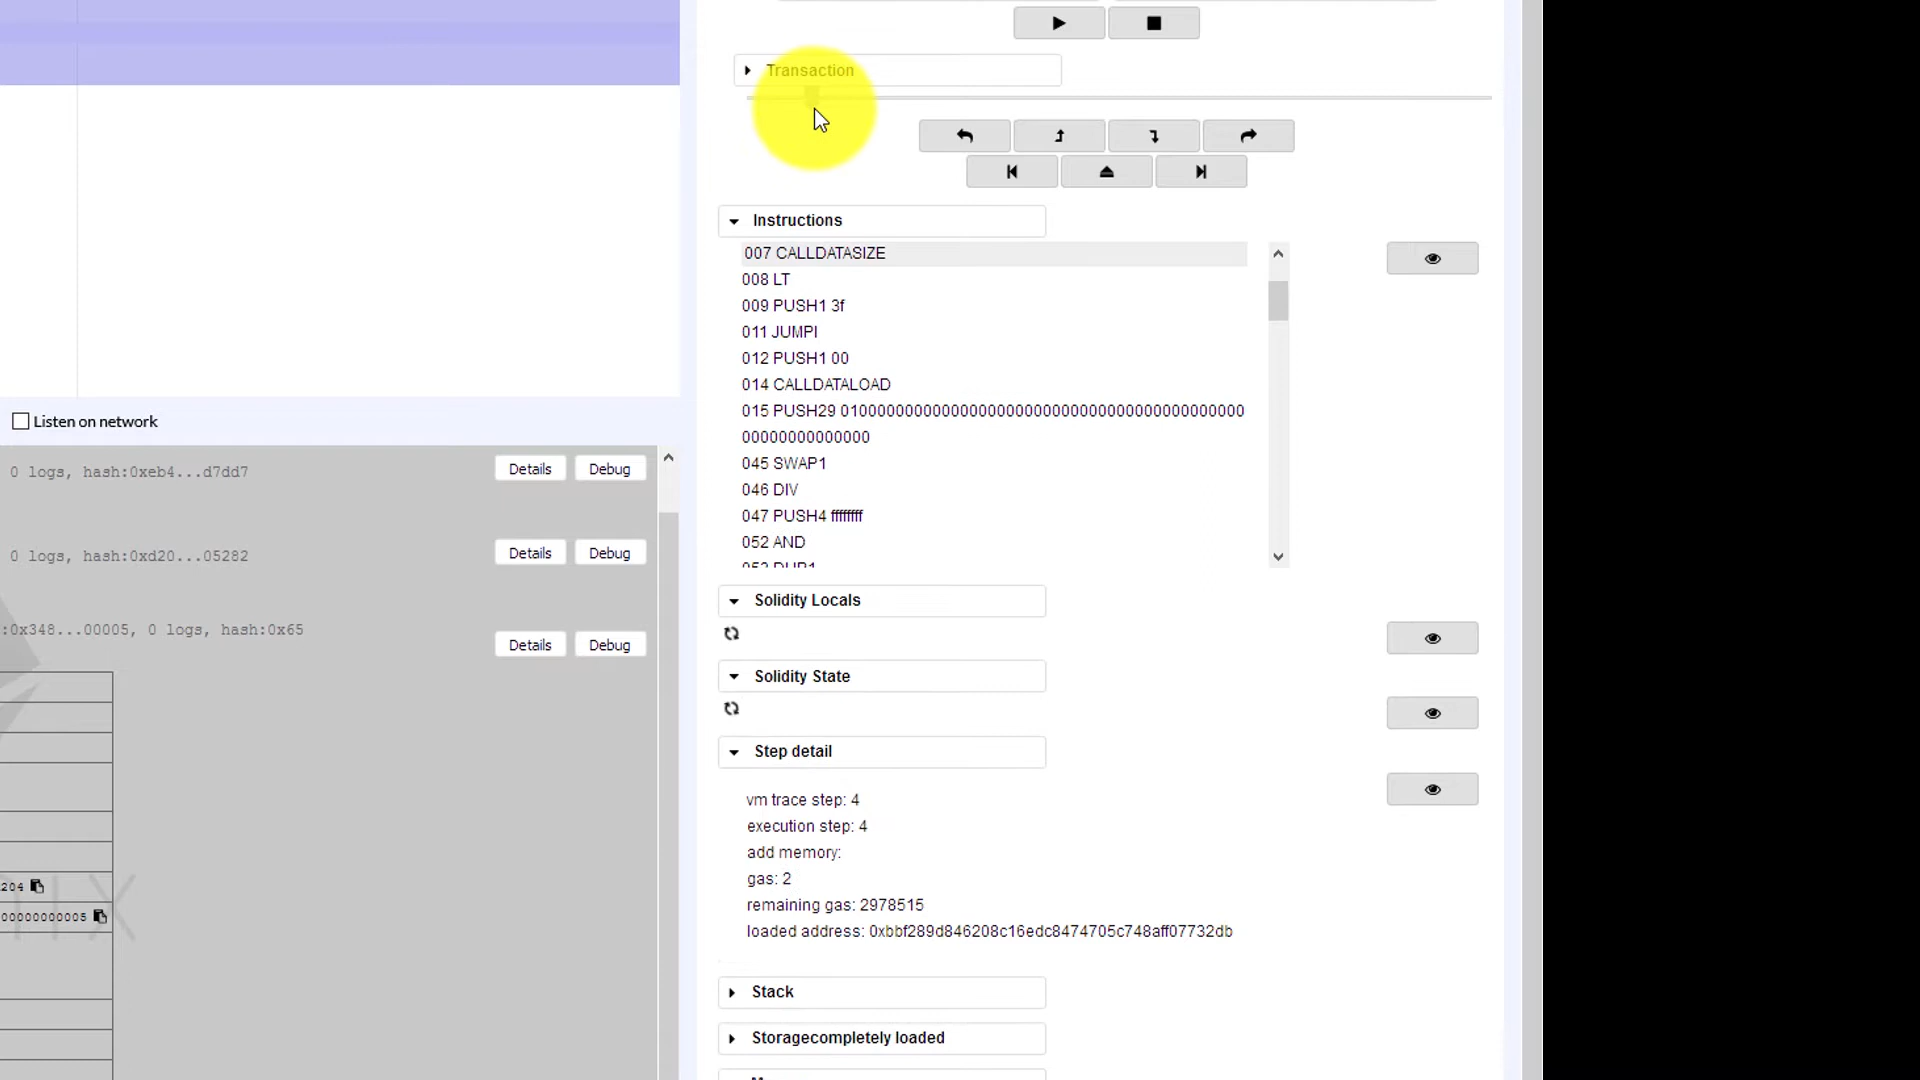 Transaction
Instructions
007 CALLDATASIZE
008 LT
009 PUSH1 3f
011 JUMPI
012 PUSH1 00
014 CALLDATALOAD
015 PUSH29 0100000000000000000000000000000000000000000
00000000000000
045 SWAP1
046 DIV
047 PUSH4 ffffffff
052 AND
053 DUP1
Listen on network
0 logs, hash:0xeb4...d7dd7
Details
Debug
0 logs, hash:0xd20...05282
Details
Debug
:0x348...00005, 0 logs, hash:0x65
Details
Debug
204
00000000005
Solidity Locals
Solidity State
Step detail
vm trace step: 4
execution step: 4
add memory:
gas: 2
remaining gas: 2978515
loaded address: 0xbbf289d846208c16edc8474705c748aff07732db
Stack
Storagecompletely loaded